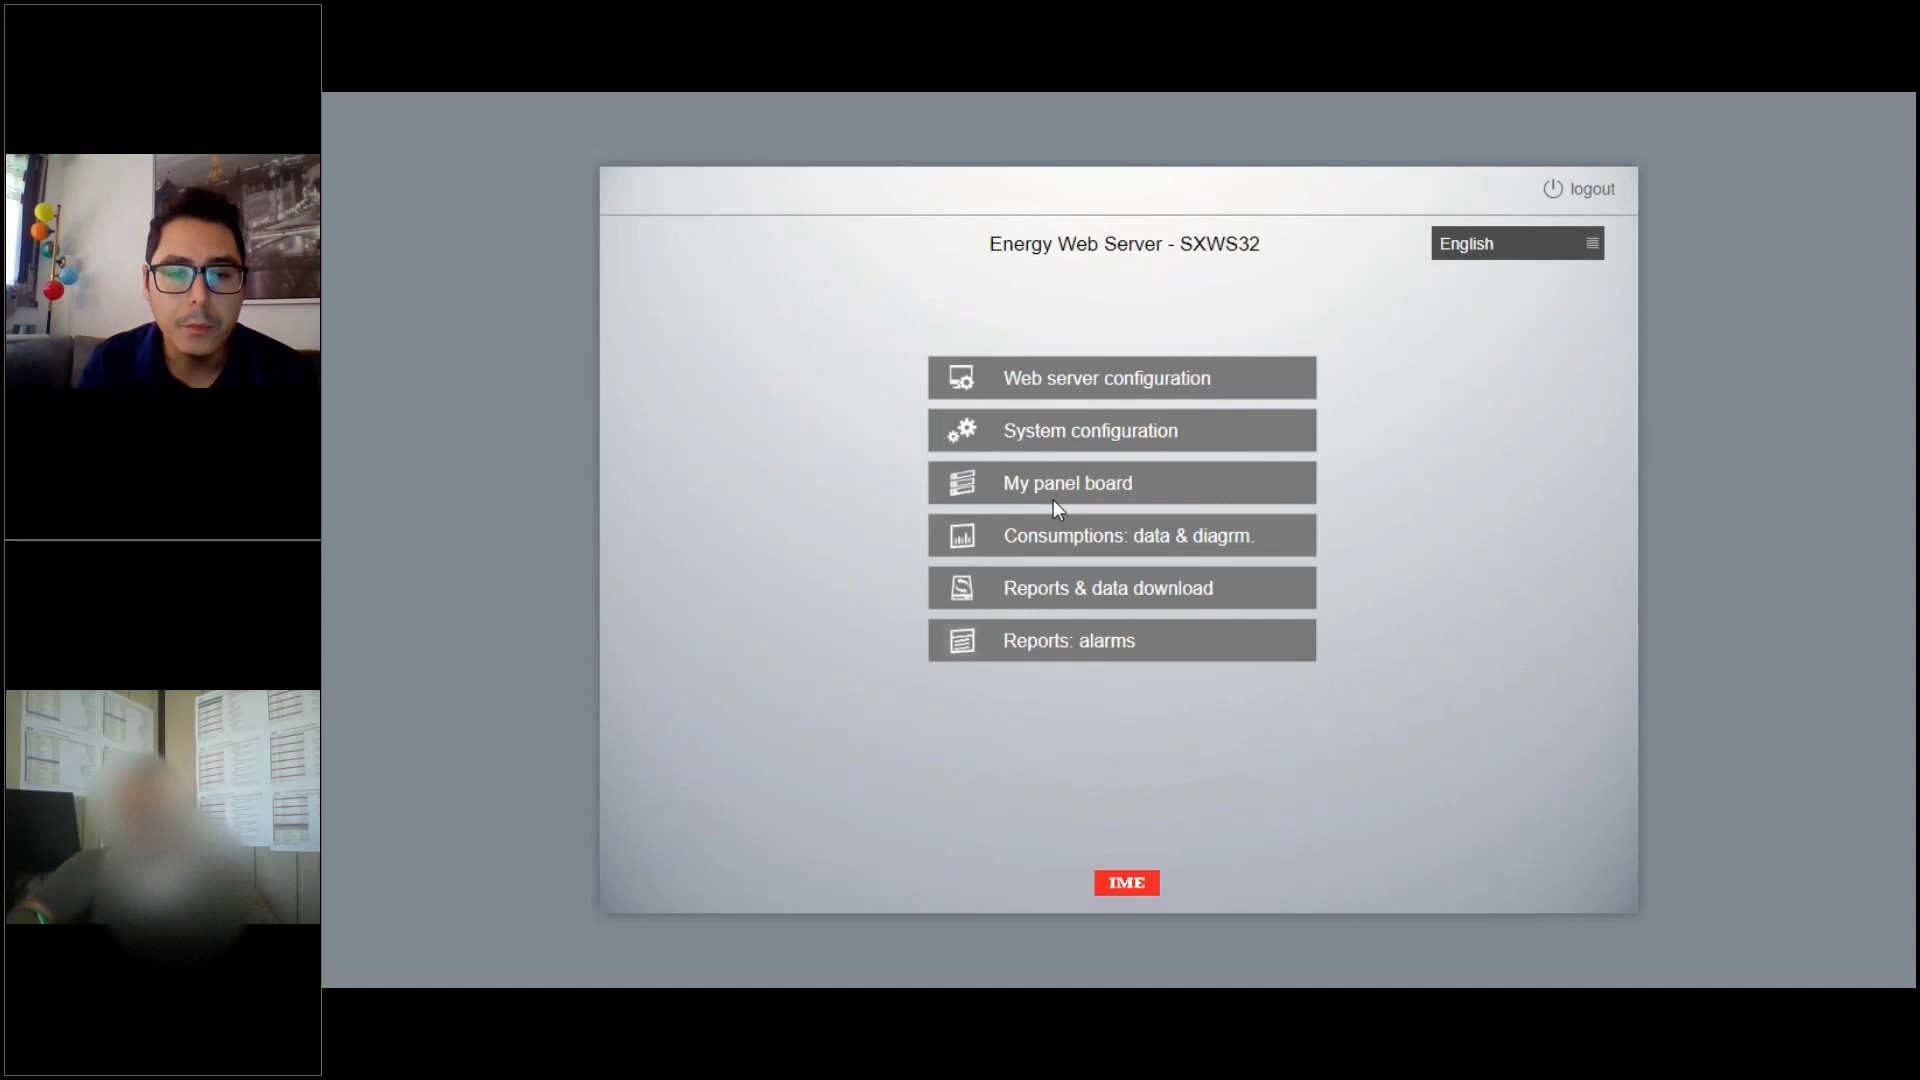 logout
Energy Web Server - SXWS32
English
Web server configuration
System configuration
My panel board
Consumptions: data & diagrm.
Reports & data download
Reports: alarms
IME